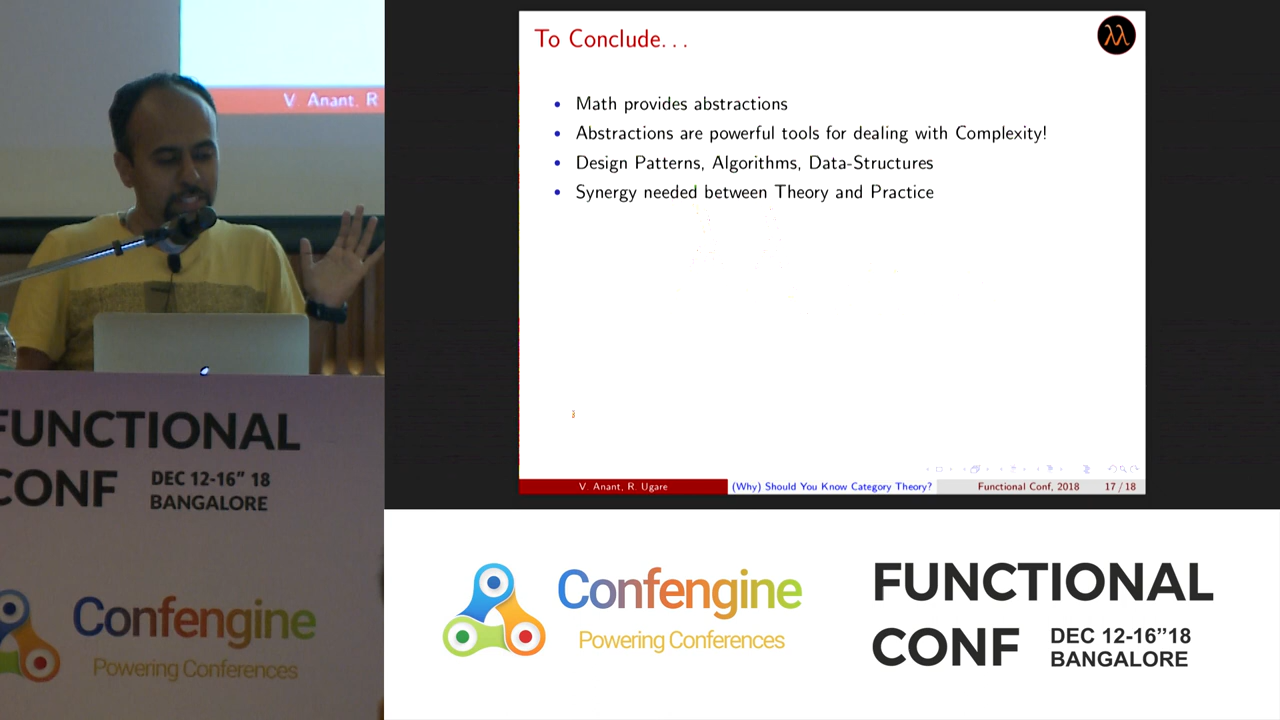 V Anant, R
FUNCTIONAL
CONF
DEC 12-16" 18
BANGALORE
Confengine
Powering Conferences
To Conclude...
λλ
• Math provides abstractions
• Abstractions are powerful tools for dealing with Complexity!
• Design Patterns, Algorithms, Data-Structures
• Synergy needed between Theory and Practice
V Anant, R Ugare
(Why) Should You Know Category Theory?
Functional Conf, 2018
17 / 18
Confengine
Powering Conferences
FUNCTIONAL
CONF
DEC 12-16"18
BANGALORE